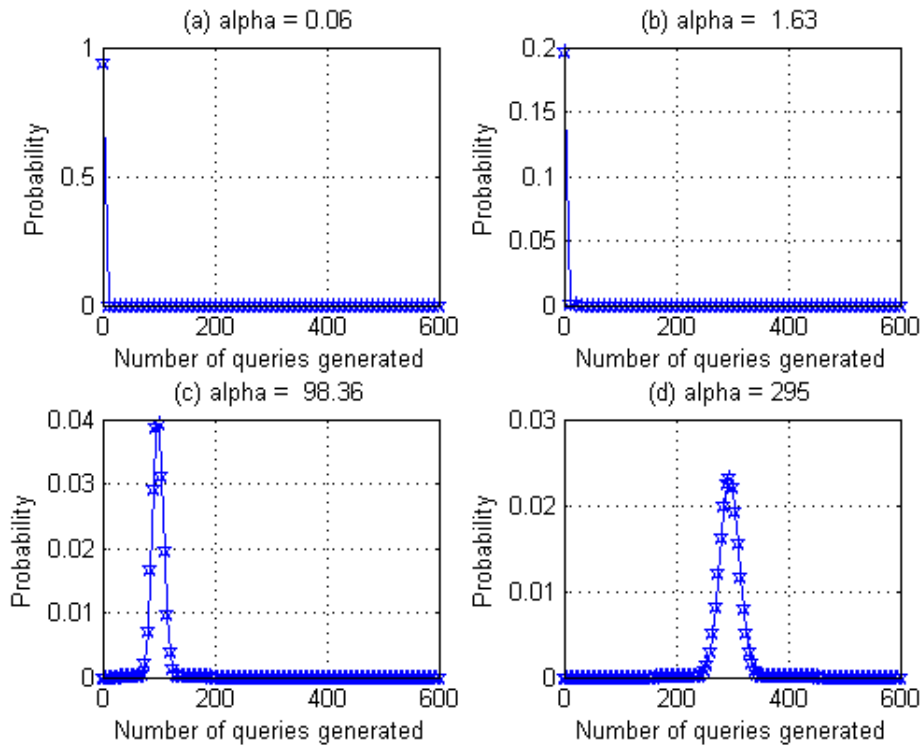 (a) alpha = 0.06
1
0.5
0
0 200 400 600
Probability
Number of queries generated
(b) alpha = 1.63
0.2
0.15
0.1
0.05
0
0 200 400 600
Probability
Number of queries generated
(c) alpha = 98.36
0.04
0.03
0.02
0.01
0
0 200 400 600
Probability
Number of queries generated
(d) alpha = 295
0.03
0.02
0.01
0
0 200 400 600
Probability
Number of queries generated